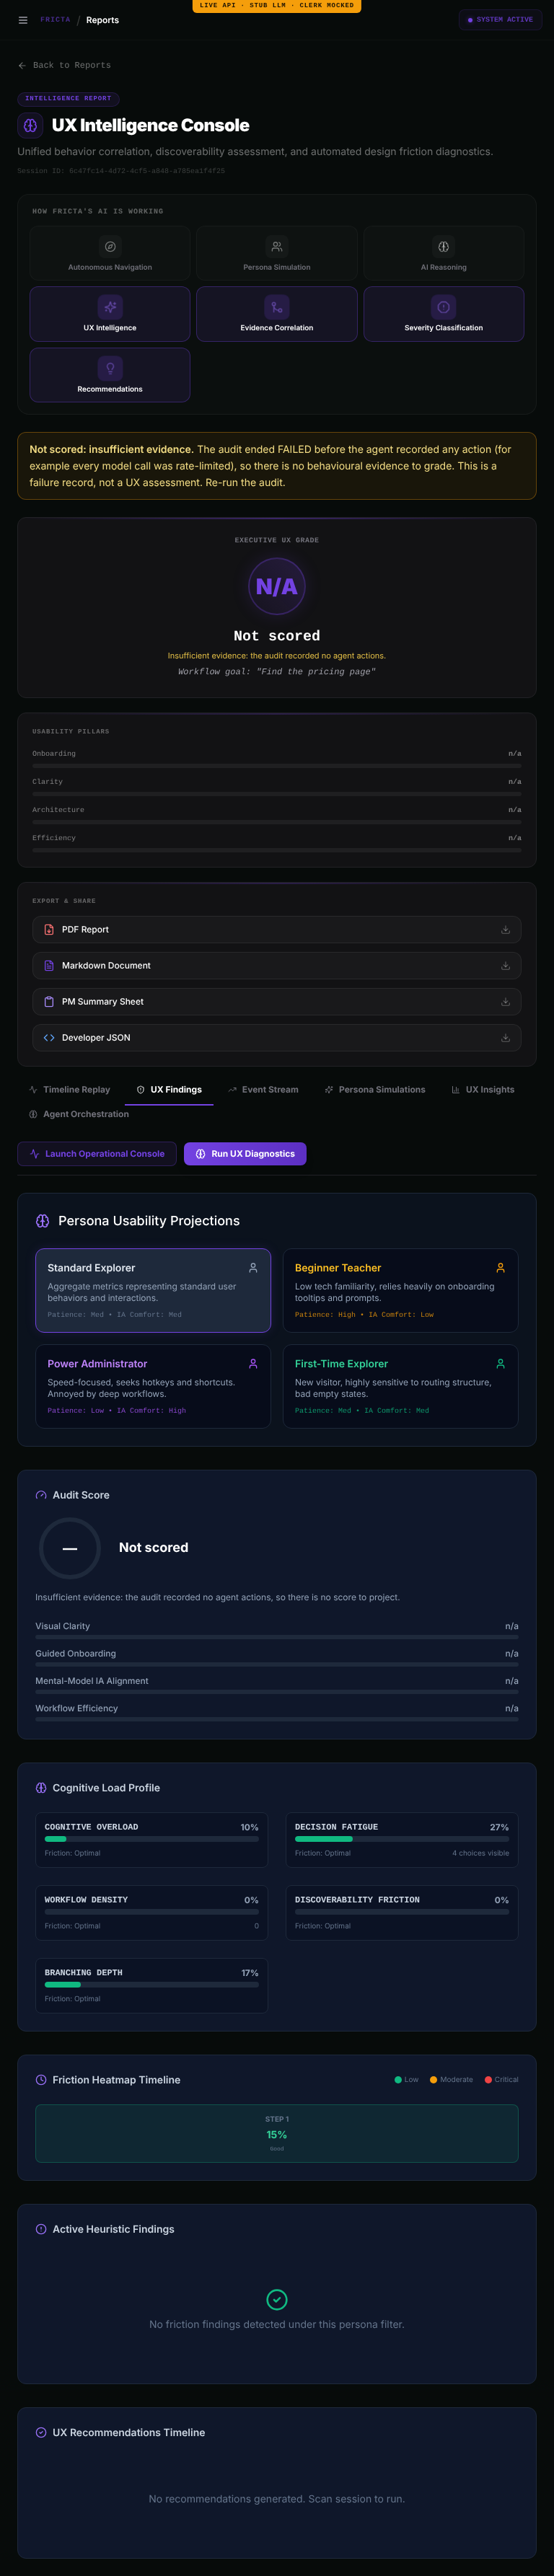 LIVE API · STUB LLM · CLERK MOCKED
FRICTA / Reports
SYSTEM ACTIVE
Back to Reports
INTELLIGENCE REPORT
UX Intelligence Console
Unified behavior correlation, discoverability assessment, and automated design friction diagnostics.
HOW FRICTA'S AI IS WORKING
Autonomous Navigation
Persona Simulation
AI Reasoning
UX Intelligence
Evidence Correlation
Severity Classification
Recommendations
Not scored: insufficient evidence. The audit ended FAILED before the agent recorded any action (for
example every model call was rate-limited), so there is no behavioural evidence to grade. This is a
failure record, not a UX assessment. Re-run the audit.
EXECUTIVE UX GRADE
N/A
Not scored
Insufficient evidence: the audit recorded no agent actions.
Workflow goal: "Find the pricing page"
USABILITY PILLARS
Onboarding n/a
Clarity n/a
Architecture n/a
Efficiency n/a
EXPORT & SHARE
PDF Report
Markdown Document
PM Summary Sheet
Developer JSON
Timeline Replay
UX Findings
Event Stream
Persona Simulations
UX Insights
Agent Orchestration
Launch Operational Console
Run UX Diagnostics
Persona Usability Projections
Standard Explorer
Aggregate metrics representing standard user
behaviors and interactions.
Patience: Med • IA Comfort: Med
Beginner Teacher
Low tech familiarity, relies heavily on onboarding
tooltips and prompts.
Patience: High • IA Comfort: Low
Power Administrator
Speed-focused, seeks hotkeys and shortcuts.
Annoyed by deep workflows.
Patience: Low • IA Comfort: High
First-Time Explorer
New visitor, highly sensitive to routing structure,
bad empty states.
Patience: Med • IA Comfort: Med
Audit Score
—
Not scored
Insufficient evidence: the audit recorded no agent actions, so there is no score to project.
Visual Clarity n/a
Guided Onboarding n/a
Mental-Model IA Alignment n/a
Workflow Efficiency n/a
Cognitive Load Profile
COGNITIVE OVERLOAD 10%
Friction: Optimal
DECISION FATIGUE 27%
Friction: Optimal 4 choices visible
WORKFLOW DENSITY 0%
Friction: Optimal 0
DISCOVERABILITY FRICTION 0%
Friction: Optimal
BRANCHING DEPTH 17%
Friction: Optimal
Friction Heatmap Timeline
Low Moderate Critical
STEP 1
15%
Active Heuristic Findings
No friction findings detected under this persona filter.
UX Recommendations Timeline
No recommendations generated. Scan session to run.